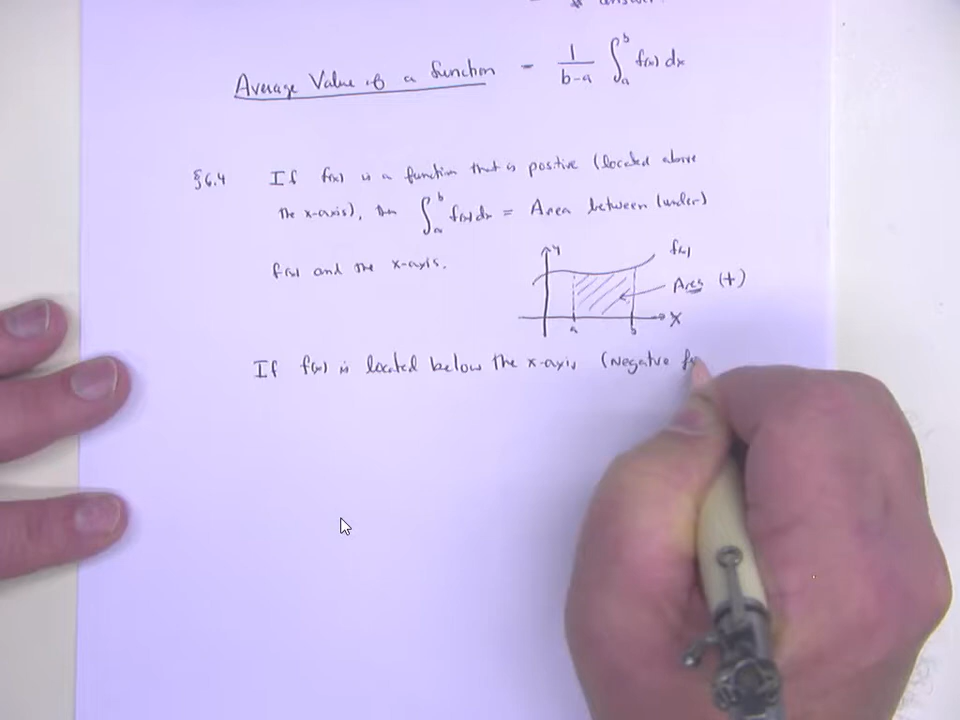 answer.
Average Value of a function - 1/(b-a) ∫_a^b f(x) dx
§6.4 If f(x) is a function that is positive (located above
the x-axis), then ∫_a^b f(x) dx = Area between (under)
f(x) and the x-axis.
y
f(x)
Area (+)
a b x
If f(x) is located below the x-axis (negative